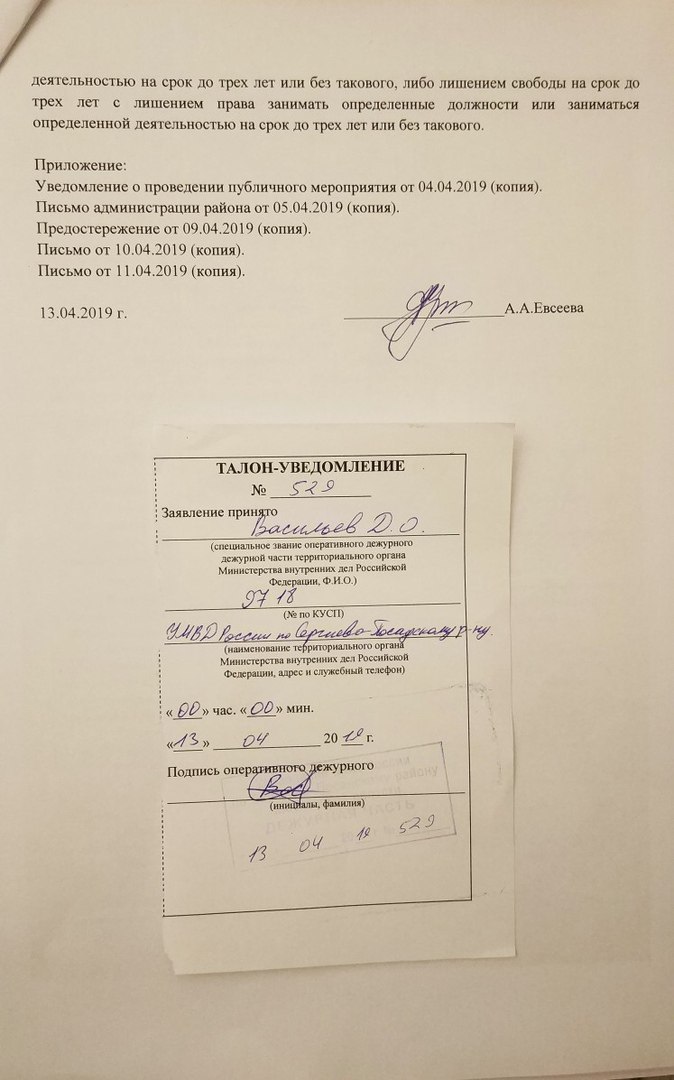 деятельностью на срок до трех лет или без такового, либо лишением свободы на срок до
трех лет с лишением права занимать определенные должности или заниматься
определенной деятельностью на срок до трех лет или без такового.
Приложение:
Уведомление о проведении публичного мероприятия от 04.04.2019 (копия).
Письмо администрации района от 05.04.2019 (копия).
Предостережение от 09.04.2019 (копия).
Письмо от 10.04.2019 (копия).
Письмо от 11.04.2019 (копия).
13.04.2019 г. А.А.Евсеева
ТАЛОН-УВЕДОМЛЕНИЕ
№ 529
Заявление принято
Васильев Д.О.
(специальное звание оперативного дежурного
дежурной части территориального органа
Министерства внутренних дел Российской
Федерации, Ф.И.О.)
9718
(№ по КУСП)
УМВД России по Сергиево-Посадскому р-ну.
(наименование территориального органа
Министерства внутренних дел Российской
Федерации, адрес и служебный телефон)
«00» час. «00» мин.
«13» 04 2019 г.
Подпись оперативного дежурного
(инициалы, фамилия)
13 04 19 529